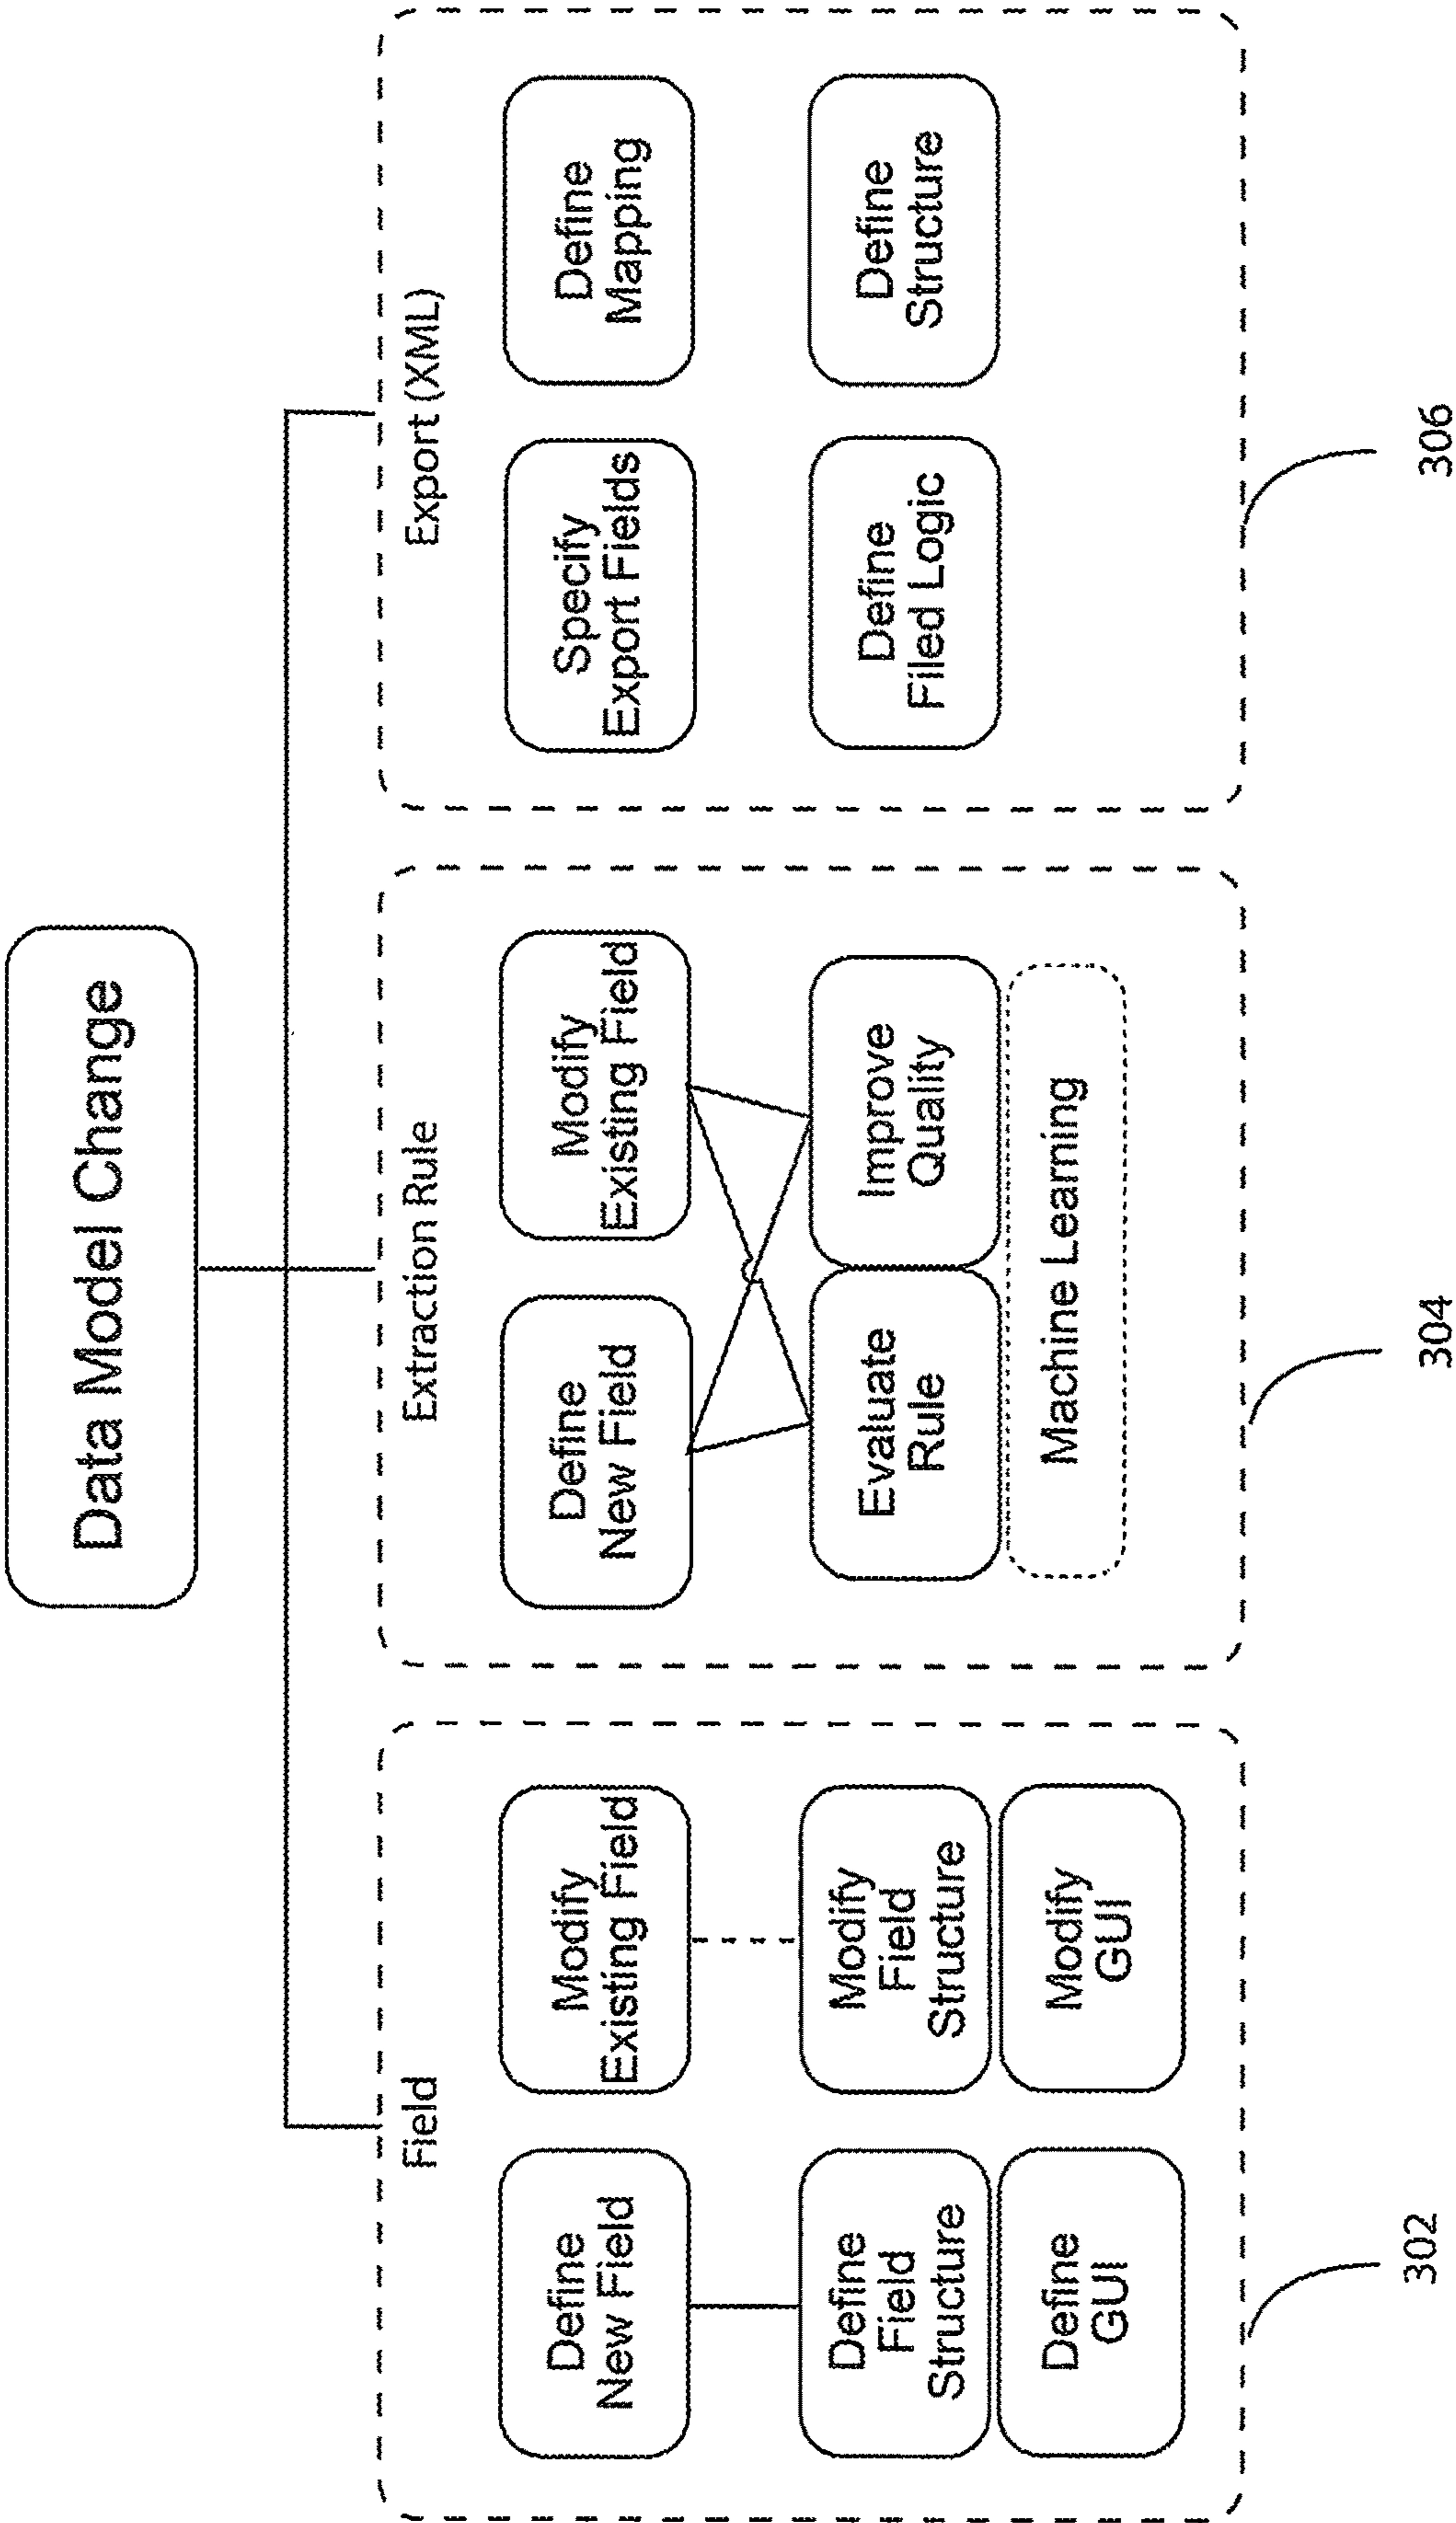 Data Model Change
Field
Define
New Field
Modify
Existing Field
Define
Field
Structure
Modify
Field
Structure
Define
GUI
Modify
GUI
302
Extraction Rule
Define
New Field
Modify
Existing Field
Evaluate
Rule
Improve
Quality
Machine Learning
304
Export (XML)
Specify
Export Fields
Define
Mapping
Define
Filed Logic
Define
Structure
306